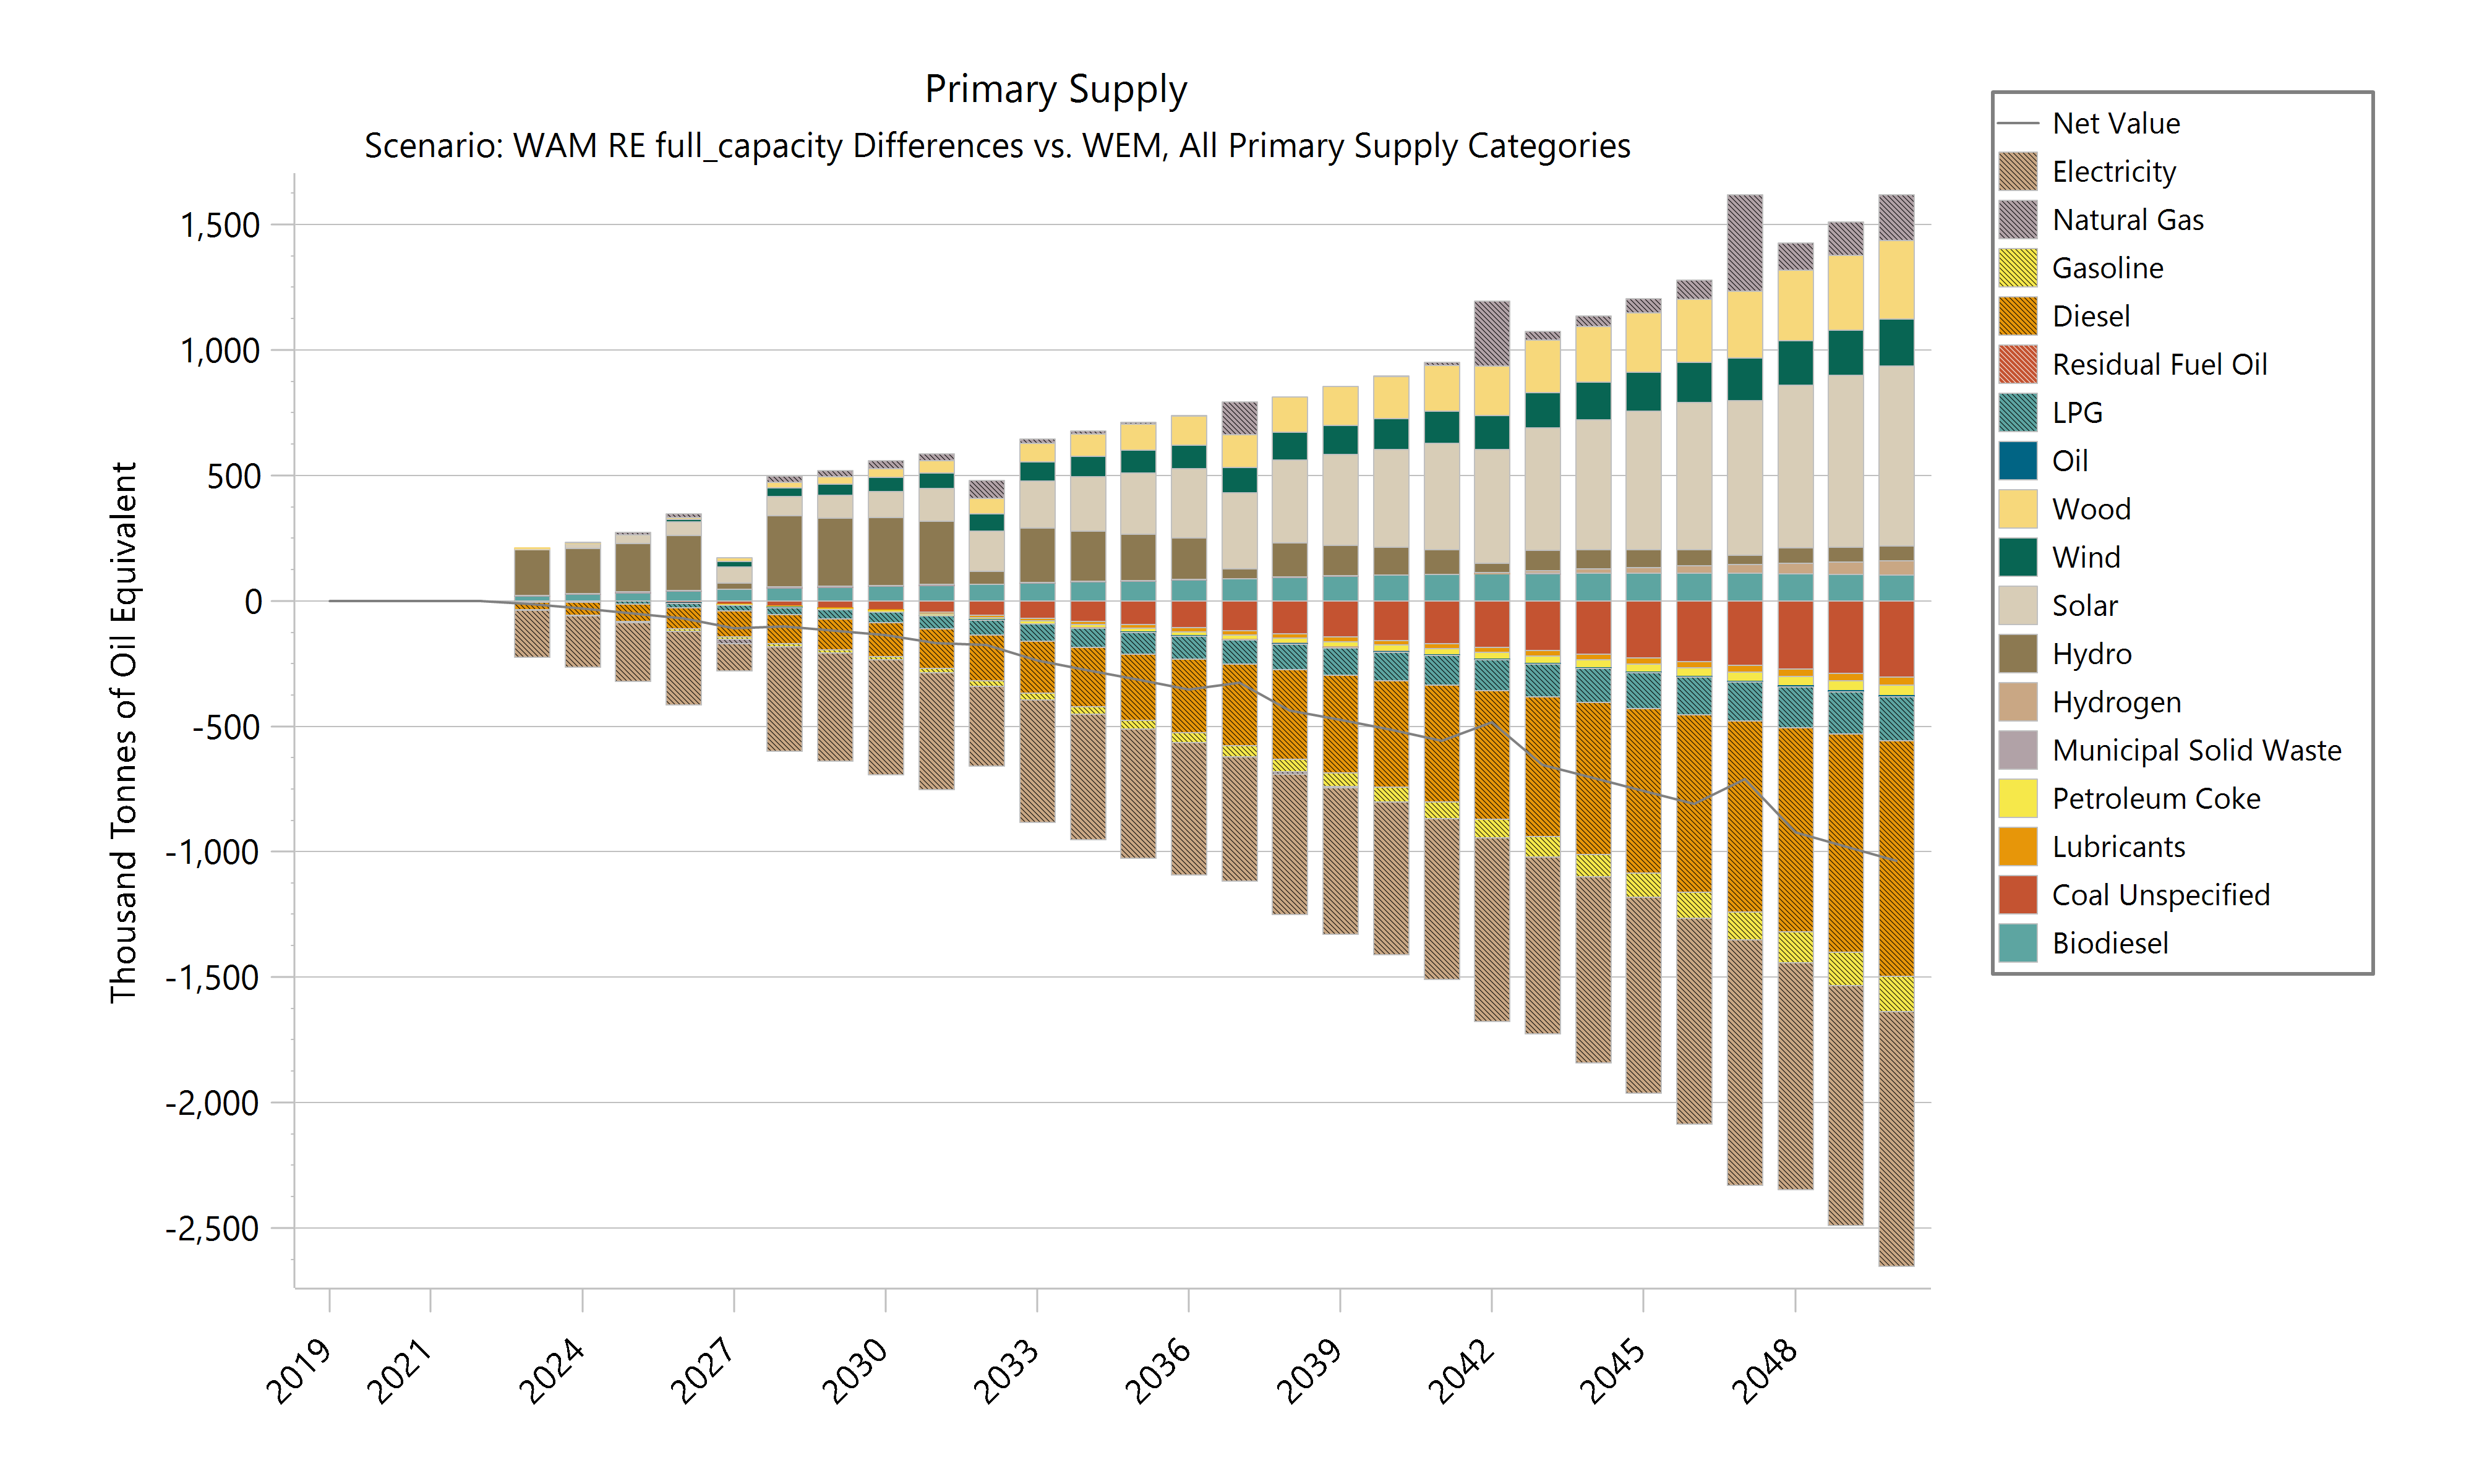 Primary Supply
Scenario: WAM RE full_capacity Differences vs. WEM, All Primary Supply Categories
Thousand Tonnes of Oil Equivalent
1,500
1,000
500
0
-500
-1,000
-1,500
-2,000
-2,500
2019
2021
2024
2027
2030
2033
2036
2039
2042
2045
2048
Net Value
Electricity
Natural Gas
Gasoline
Diesel
Residual Fuel Oil
LPG
Oil
Wood
Wind
Solar
Hydro
Hydrogen
Municipal Solid Waste
Petroleum Coke
Lubricants
Coal Unspecified
Biodiesel